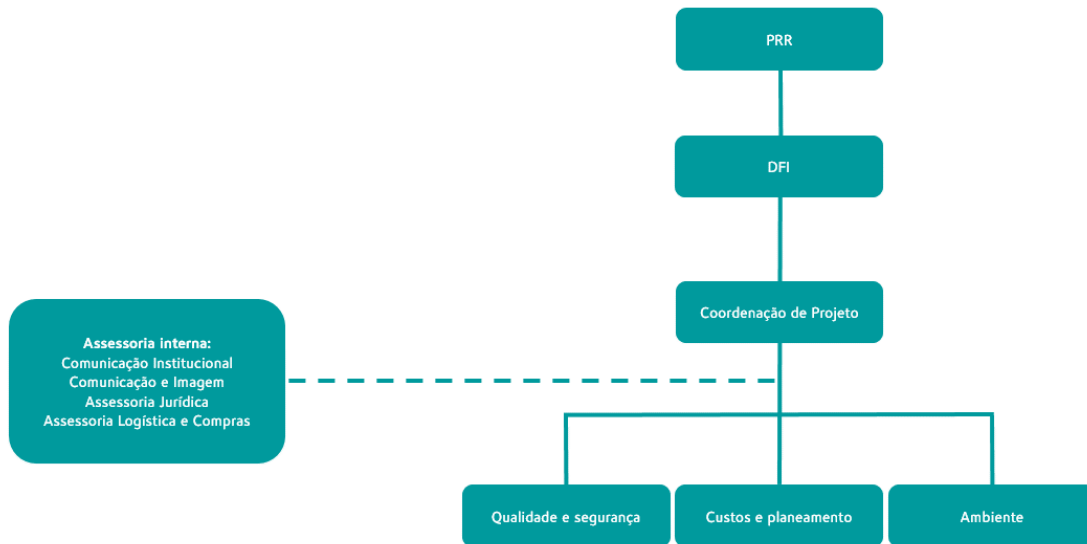 PRR
DFI
Coordenação de Projeto
Assessoria interna:
Comunicação Institucional
Comunicação e Imagem
Assessoria Jurídica
Assessoria Logística e Compras
Qualidade e segurança
Custos e planeamento
Ambiente